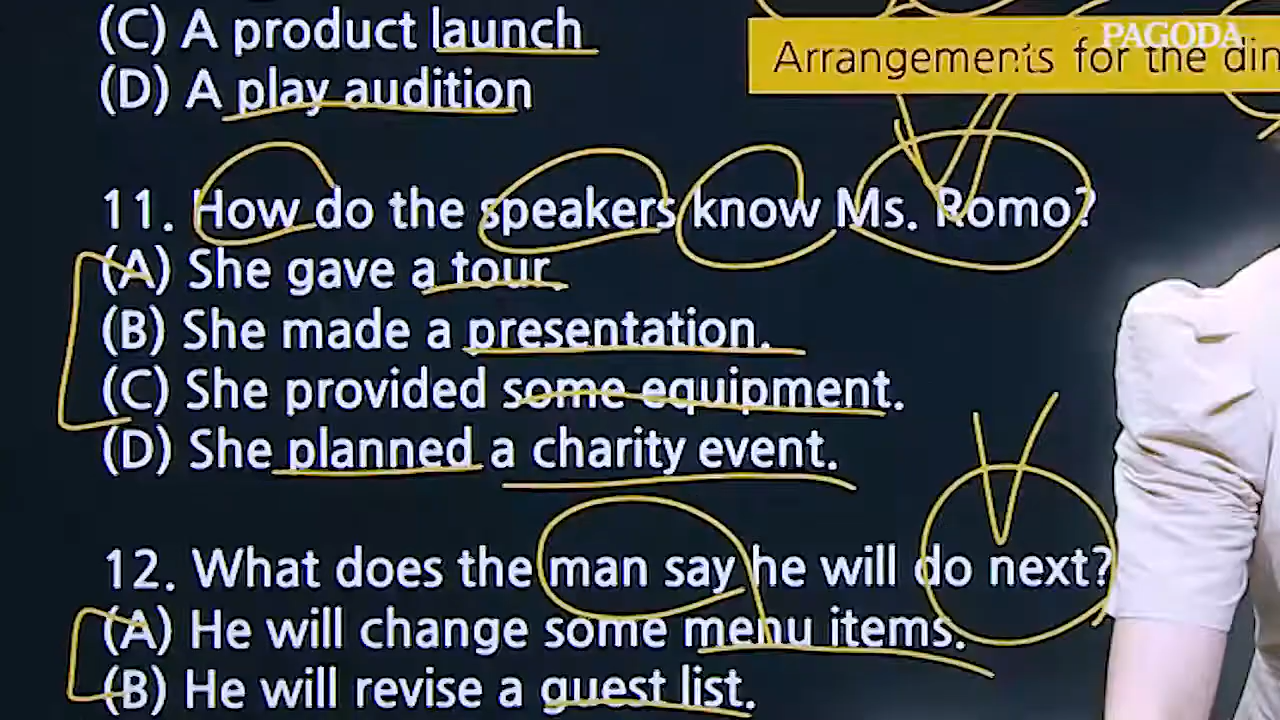 (C) A product launch
(D) A play audition
PAGODA
Arrangements for the
11. How do the speakers know Ms. Romo?
(A) She gave a tour.
(B) She made a presentation.
(C) She provided some equipment.
(D) She planned a charity event.
12. What does the man say he will do next?
(A) He will change some menu items.
(B) He will revise a guest list.